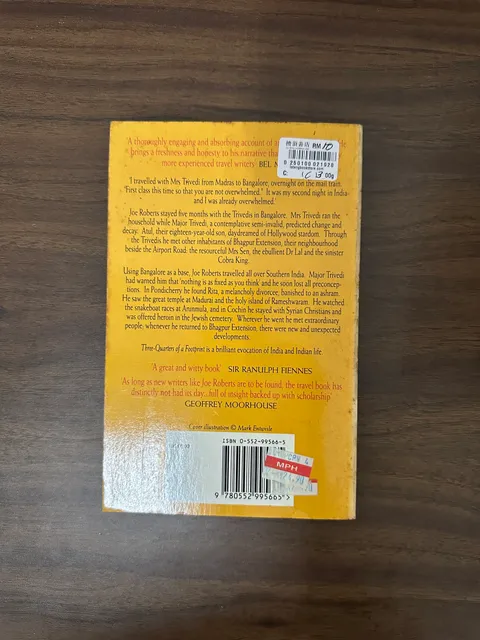 'A thoroughly engaging and absorbing account of
brings a freshness and honesty to his narrative tha
more experienced travel writers' BEL
RM 10
0 250100 021920
C:
00g
'I travelled with Mrs Trivedi from Madras to Bangalore; overnight on the mail train.
"First class this time so that you are not overwhelmed." It was my second night in India-
and I was already overwhelmed.'
Joe Roberts stayed five months with the Trivedis in Bangalore. Mrs Trivedi ran the
household while Major Trivedi, a contemplative semi-invalid, predicted change and
decay. Atul, their eighteen-year-old son, daydreamed of Hollywood stardom. Through
the Trivedis he met other inhabitants of Bhagpur Extension, their neighbourhood
beside the Airport Road: the resourceful Mrs Sen, the ebullient Dr Lal and the sinister
Cobra King.
Using Bangalore as a base, Joe Roberts travelled all over Southern India. Major Trivedi
had warned him that 'nothing is as fixed as you think' and he soon lost all preconcep-
tions. In Pondicherry he found Rita, a melancholy divorcee, banished to an ashram.
He saw the great temple at Madurai and the holy island of Rameshwaram. He watched
the snakeboat races at Aranmula, and in Cochin he stayed with Syrian Christians and
was offered heroin in the Jewish cemetery. Wherever he went he met extraordinary
people; whenever he returned to Bhagpur Extension, there were new and unexpected
developments.
Three-Quarters of a Footprint is a brilliant evocation of India and Indian life.
'A great and witty book' SIR RANULPH FIENNES
'As long as new writers like Joe Roberts are to be found, the travel book has
distinctly not had its day...full of insight backed up with scholarship'
GEOFFREY MOORHOUSE
Cover illustration © Mark Entwisle
ISBN 0-552-99566-5
MPH
9 780552 995665 >